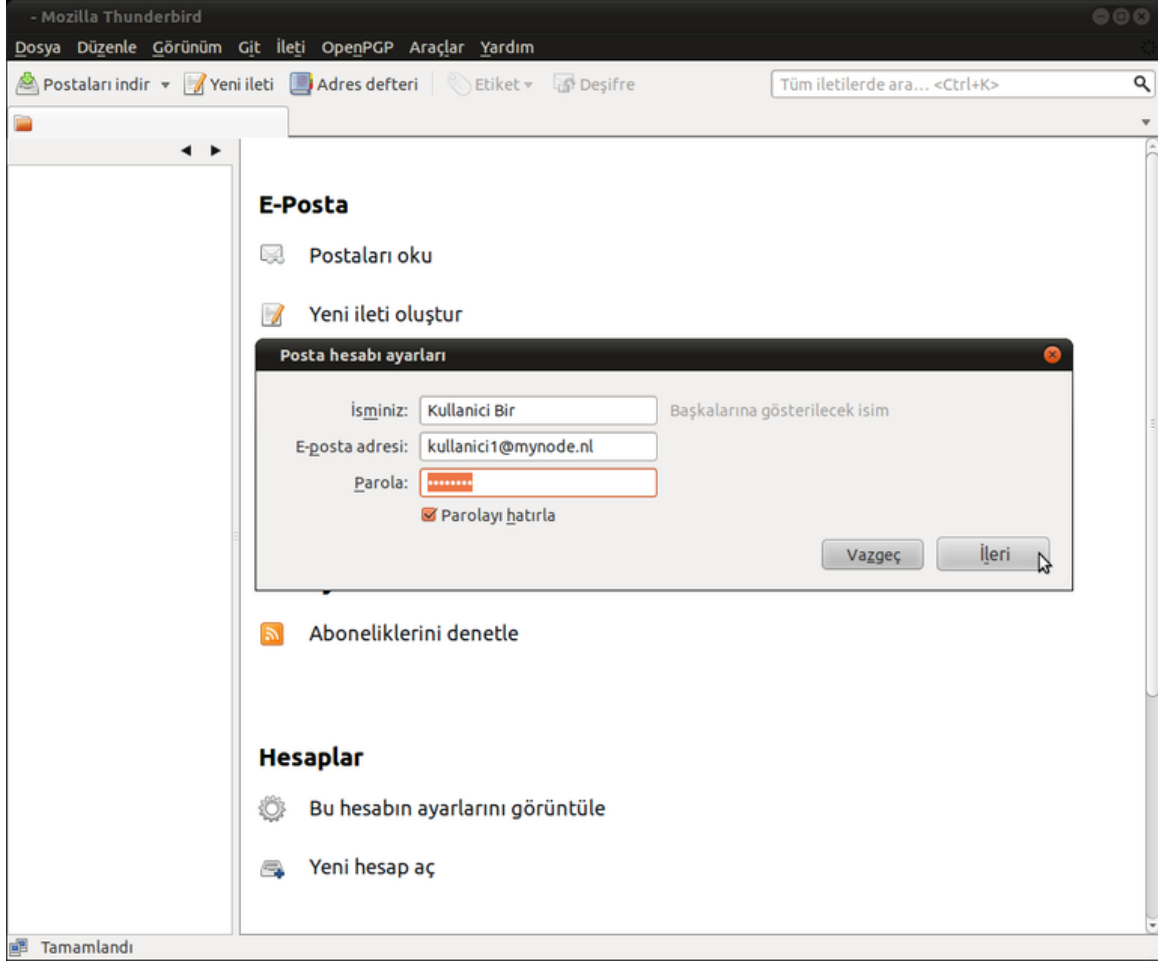 - Mozilla Thunderbird
Dosya Düzenle Görünüm Git İleti OpenPGP Araçlar Yardım
Postaları indir Yeni ileti Adres defteri Etiket Deşifre Tüm iletilerde ara... <Ctrl+K>
E-Posta
Postaları oku
Yeni ileti oluştur
Posta hesabı ayarları
İsminiz: Kullanici Bir Başkalarına gösterilecek isim
E-posta adresi: kullanici1@mynode.nl
Parola: ••••••••
Parolayı hatırla
Vazgeç İleri
Aboneliklerini denetle
Hesaplar
Bu hesabın ayarlarını görüntüle
Yeni hesap aç
Tamamlandı